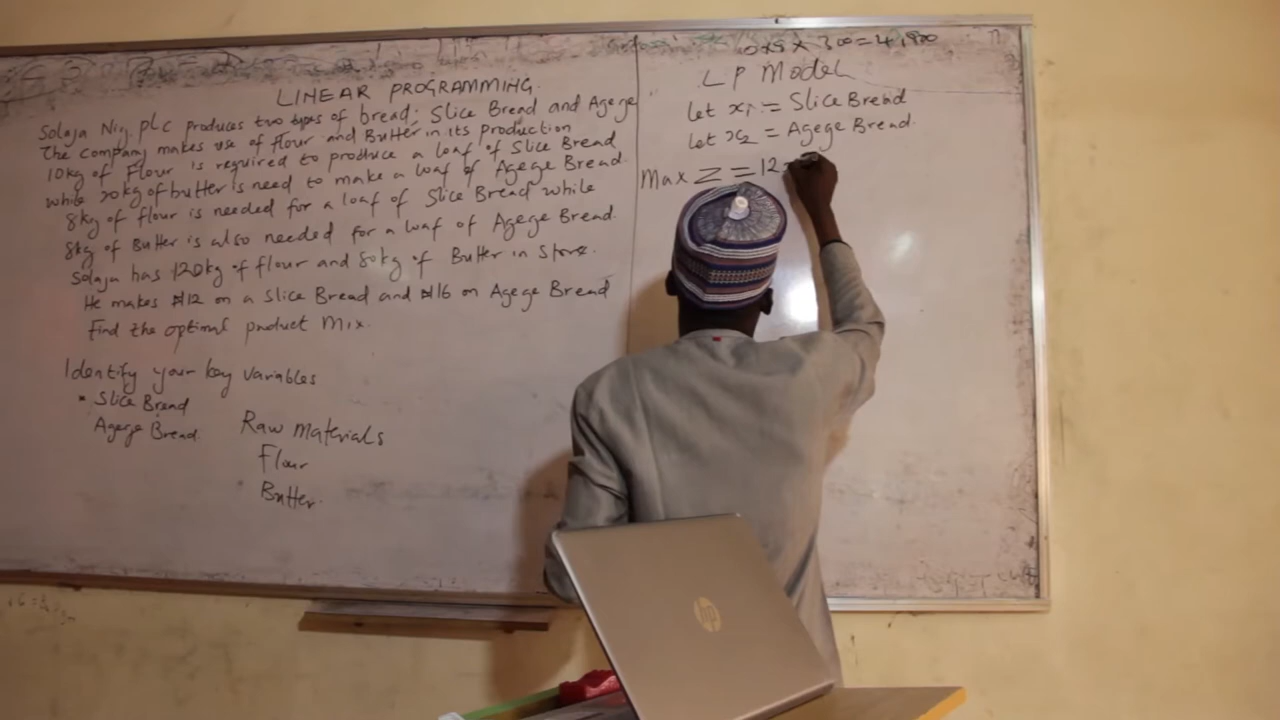 LINEAR PROGRAMMING.
Solaja Nig. Plc produces two types of bread; Slice Bread and Agege
The Company makes use of flour and Butter in its production
10kg of Flour is required to produce a loaf of Slice Bread
while 20kg of butter is need to make a loaf of Agege Bread.
8kg of flour is needed for a loaf of Slice Bread while
8kg of Butter is also needed for a loaf of Agege Bread.
Solaja has 120kg of flour and 80kg of Butter in Store.
He makes ₦12 on a Slice Bread and ₦16 on Agege Bread
Find the optimal product Mix.
Identify your key variables
• Slice Bread
Agege Bread.
Raw materials
Flour
Butter.
300 = 4,800
LP Model
Let x₁ = Slice Bread
Let x₂ = Agege Bread.
Max Z = 12
hp